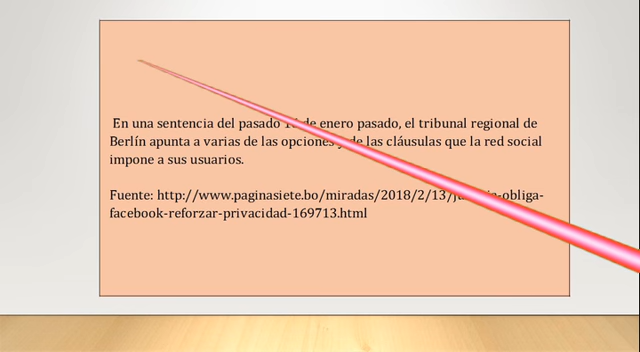 En una sentencia del pasado de enero pasado, el tribunal regional de
Berlín apunta a varias de las opciones y de las cláusulas que la red social
impone a sus usuarios.
Fuente: http://www.paginasiete.bo/miradas/2018/2/13/
facebook-reforzar-privacidad-169713.html